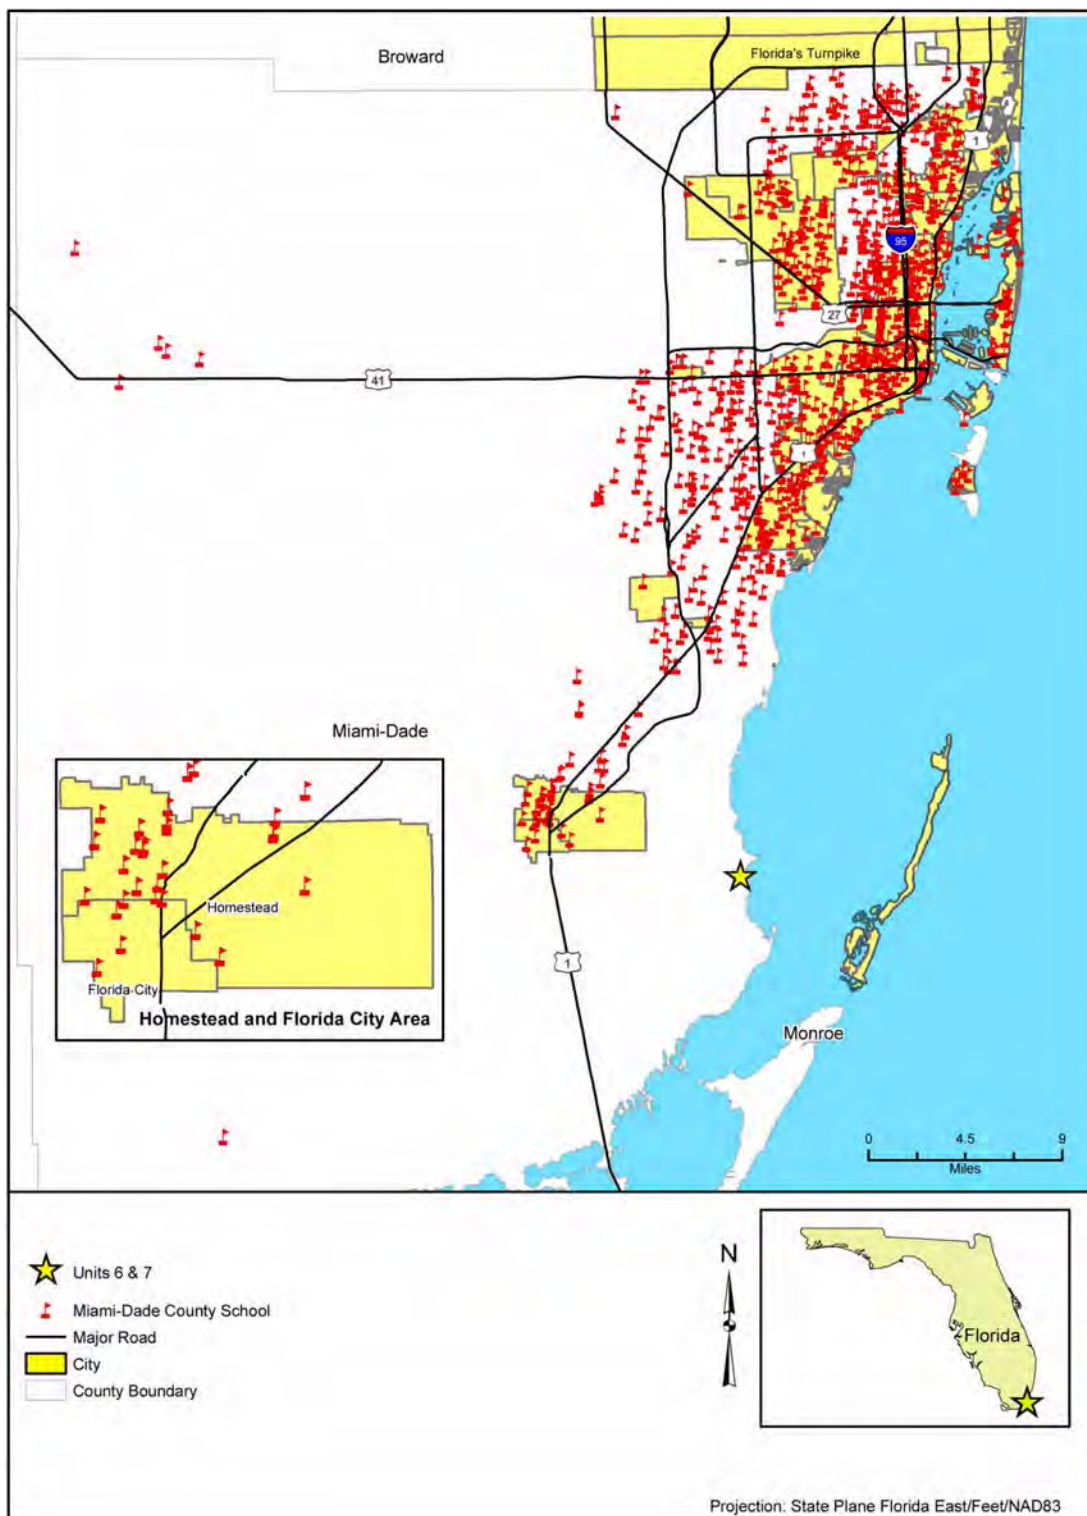 Broward
Florida's Turnpike
1
95
27
41
1
Miami-Dade
Homestead
Florida City
Homestead and Florida City Area
1
Monroe
0 4.5 9
Miles
Units 6 & 7
Miami-Dade County School
Major Road
City
County Boundary
N
Florida
Projection: State Plane Florida East/Feet/NAD83